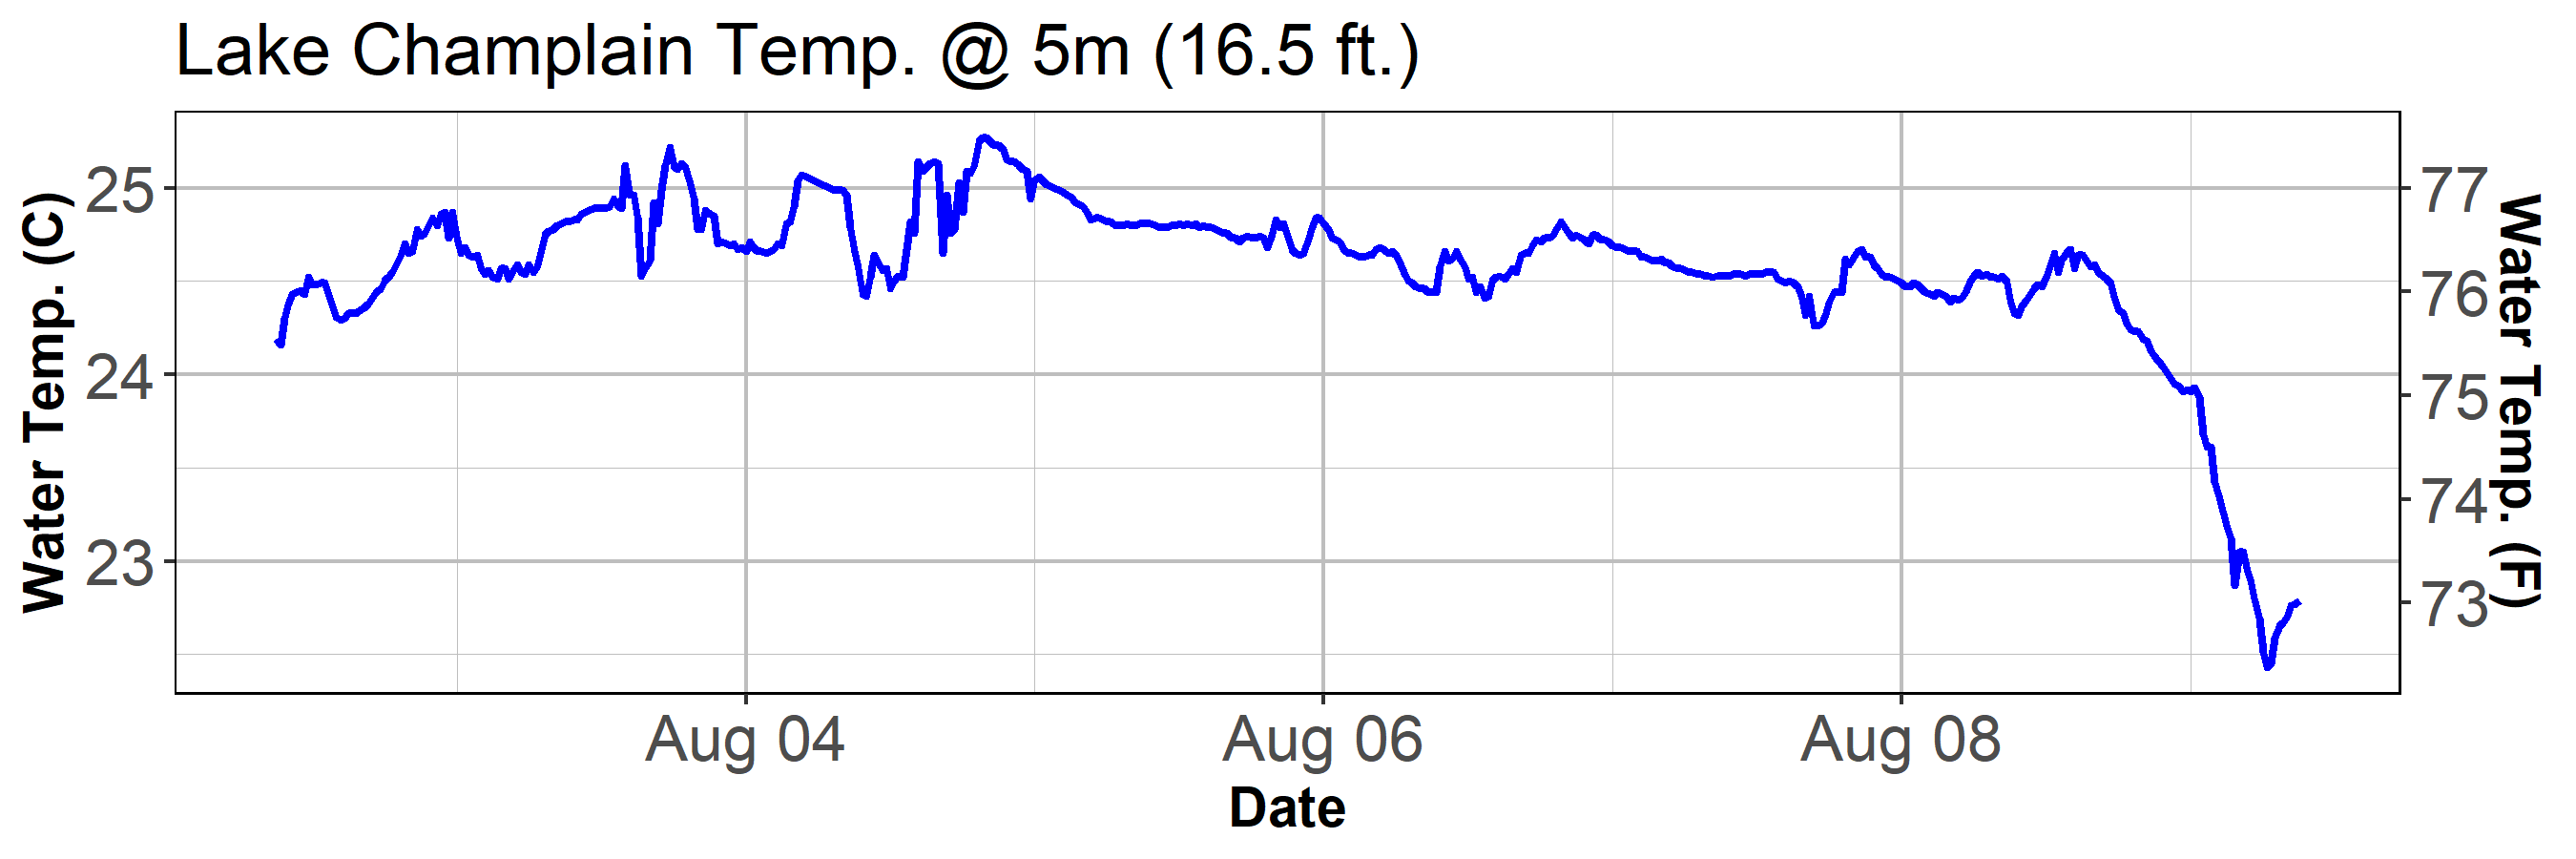 Lake Champlain Temp. @ 5m (16.5 ft.)
Water Temp. (C)
25
24
23
77
76
75
74
73
Water Temp. (F)
Aug 04
Aug 06
Aug 08
Date